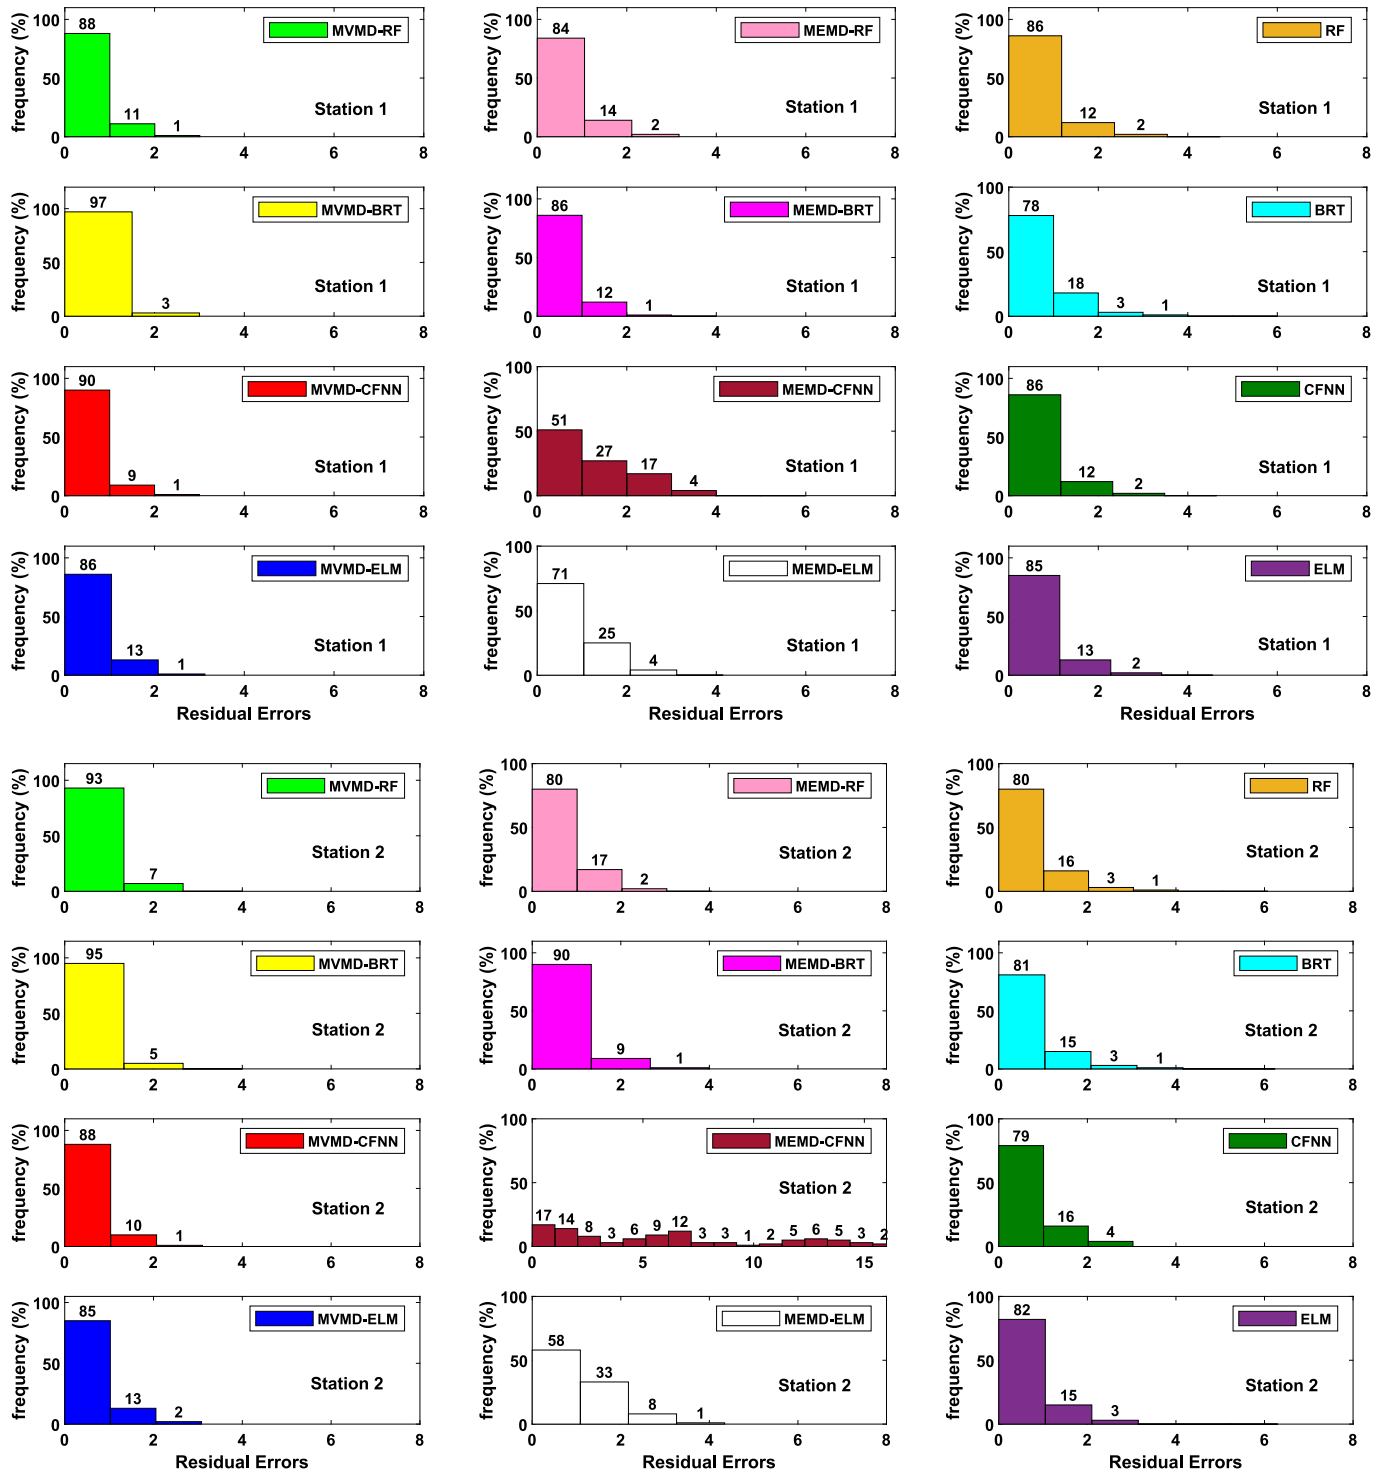 frequency (%)
100
50
0
88
11
1
MVMD-RF
Station 1
0 2 4 6 8
frequency (%)
100
50
0
84
14
2
MEMD-RF
Station 1
0 2 4 6 8
frequency (%)
100
50
0
86
12
2
RF
Station 1
0 2 4 6 8
frequency (%)
100
50
0
97
3
MVMD-BRT
Station 1
0 2 4 6 8
frequency (%)
100
50
0
86
12
1
MEMD-BRT
Station 1
0 2 4 6 8
frequency (%)
100
50
0
78
18
3
1
BRT
Station 1
0 2 4 6 8
frequency (%)
100
50
0
90
9
1
MVMD-CFNN
Station 1
0 2 4 6 8
frequency (%)
100
50
0
51
27
17
4
MEMD-CFNN
Station 1
0 2 4 6 8
frequency (%)
100
50
0
86
12
2
CFNN
Station 1
0 2 4 6 8
frequency (%)
100
50
0
86
13
1
MVMD-ELM
Station 1
0 2 4 6 8
Residual Errors
frequency (%)
100
50
0
71
25
4
MEMD-ELM
Station 1
0 2 4 6 8
Residual Errors
frequency (%)
100
50
0
85
13
2
ELM
Station 1
0 2 4 6 8
Residual Errors
frequency (%)
100
50
0
93
7
MVMD-RF
Station 2
0 2 4 6 8
frequency (%)
100
50
0
80
17
2
MEMD-RF
Station 2
0 2 4 6 8
frequency (%)
100
50
0
80
16
3
1
RF
Station 2
0 2 4 6 8
frequency (%)
100
50
0
95
5
MVMD-BRT
Station 2
0 2 4 6 8
frequency (%)
100
50
0
90
9
1
MEMD-BRT
Station 2
0 2 4 6 8
frequency (%)
100
50
0
81
15
3
1
BRT
Station 2
0 2 4 6 8
frequency (%)
100
50
0
88
10
1
MVMD-CFNN
Station 2
0 2 4 6 8
frequency (%)
100
50
0
MEMD-CFNN
Station 2
17 14 8 3 6 9 12 3 3 1 2 5 6 5 3 2
0 5 10 15
frequency (%)
100
50
0
79
16
4
CFNN
Station 2
0 2 4 6 8
frequency (%)
100
50
0
85
13
2
MVMD-ELM
Station 2
0 2 4 6 8
Residual Errors
frequency (%)
100
50
0
58
33
8
1
MEMD-ELM
Station 2
0 2 4 6 8
Residual Errors
frequency (%)
100
50
0
82
15
3
ELM
Station 2
0 2 4 6 8
Residual Errors